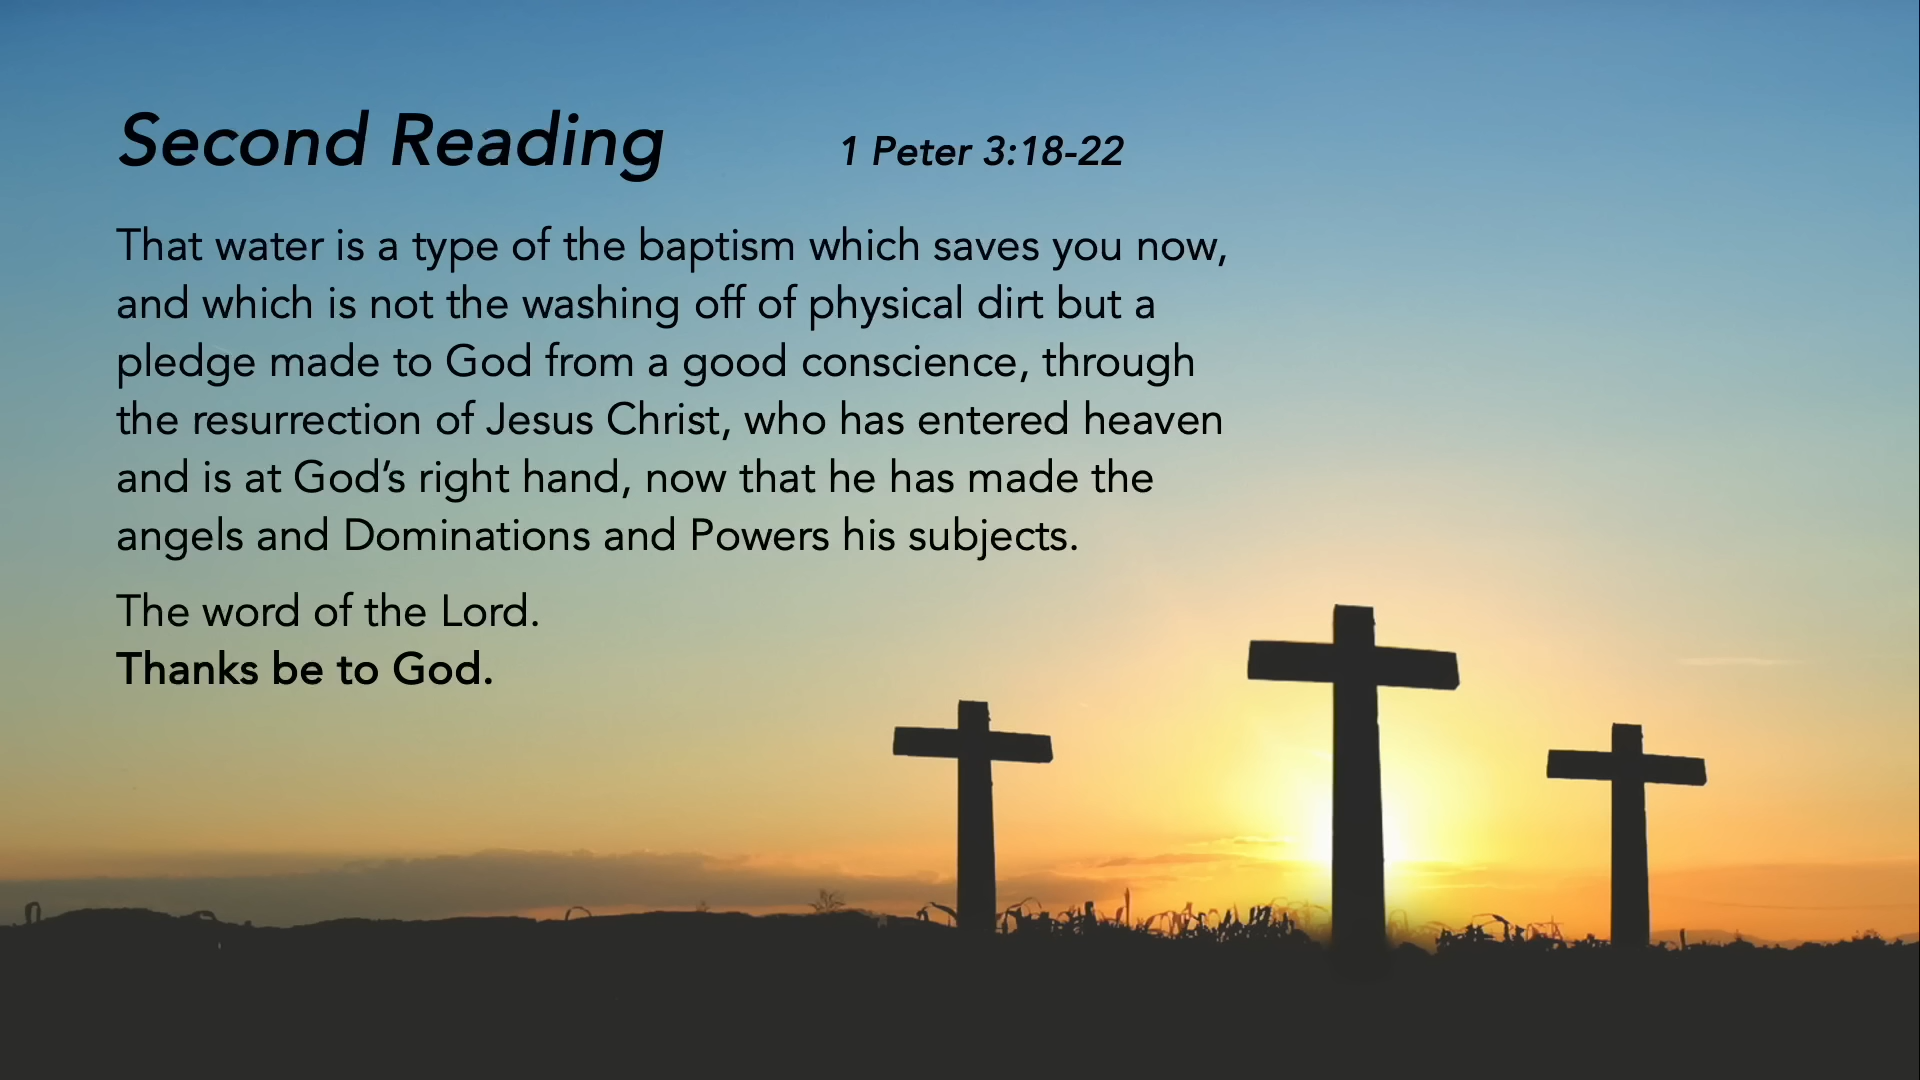 Second Reading 1 Peter 3:18-22
That water is a type of the baptism which saves you now,
and which is not the washing off of physical dirt but a
pledge made to God from a good conscience, through
the resurrection of Jesus Christ, who has entered heaven
and is at God’s right hand, now that he has made the
angels and Dominations and Powers his subjects.
The word of the Lord.
Thanks be to God.